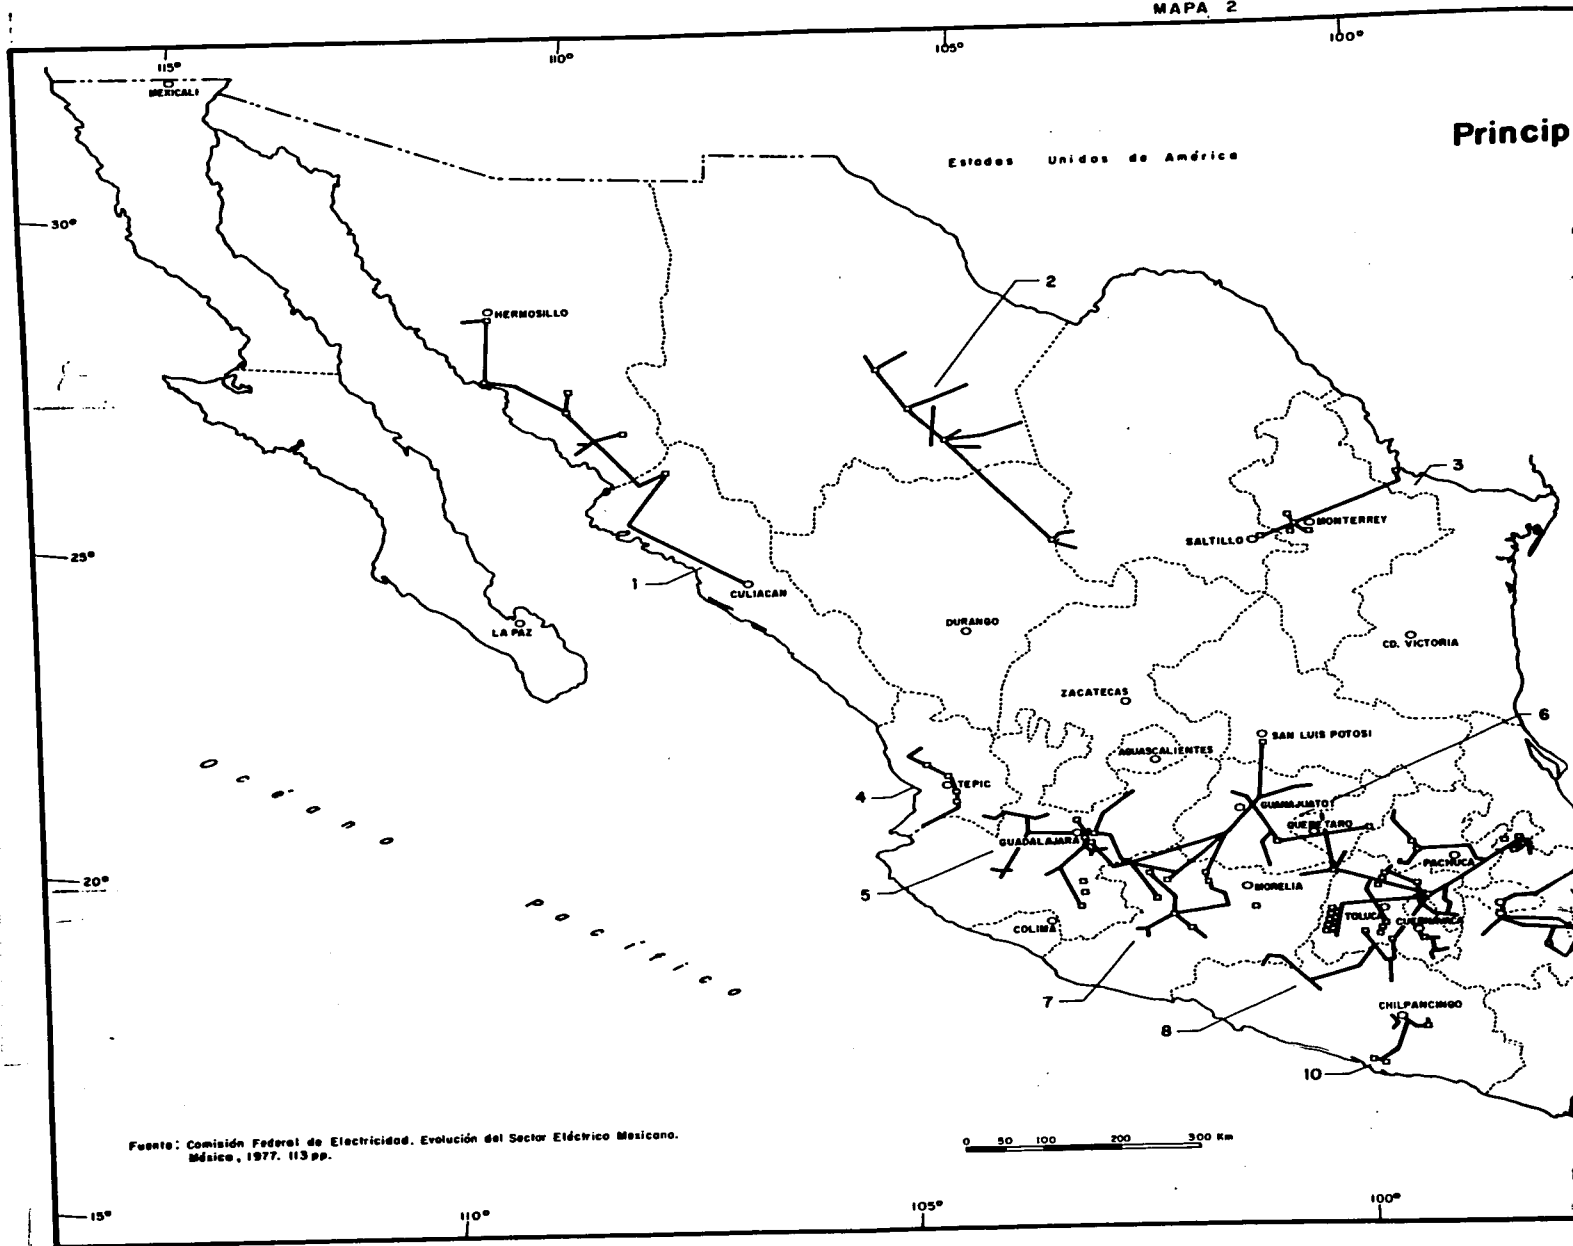 MAPA 2
115°
110°
105°
100°
MEXICALI
Princip
Estados Unidos de América
30°
2
HERMOSILLO
3
MONTERREY
SALTILLO
25°
1
CULIACAN
LA PAZ
DURANGO
CD. VICTORIA
ZACATECAS
6
SAN LUIS POTOSI
AGUASCALIENTES
Océano
TEPIC
4
GUANAJUATO
QUERETARO
GUADALAJARA
PACHUCA
20°
5
MORELIA
Pacífico
TOLUCA
CUERNAVACA
COLIMA
7
8
CHILPANCINGO
10
Fuente: Comisión Federal de Electricidad. Evolución del Sector Eléctrico Mexicano.
México, 1977. 113 pp.
0 50 100 200 300 Km
15°
110°
105°
100°